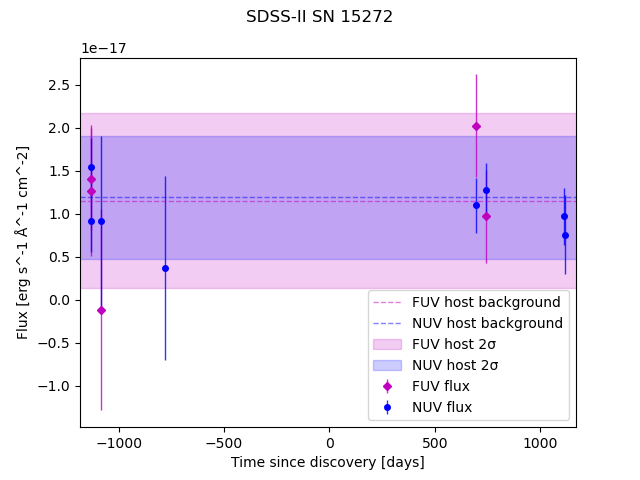 SDSS-II SN 15272
1e−17
2.5
2.0
1.5
1.0
0.5
0.0
−0.5
−1.0
Flux [erg s^-1 Å^-1 cm^-2]
−1000
−500
0
500
1000
Time since discovery [days]
FUV host background
NUV host background
FUV host 2σ
NUV host 2σ
FUV flux
NUV flux